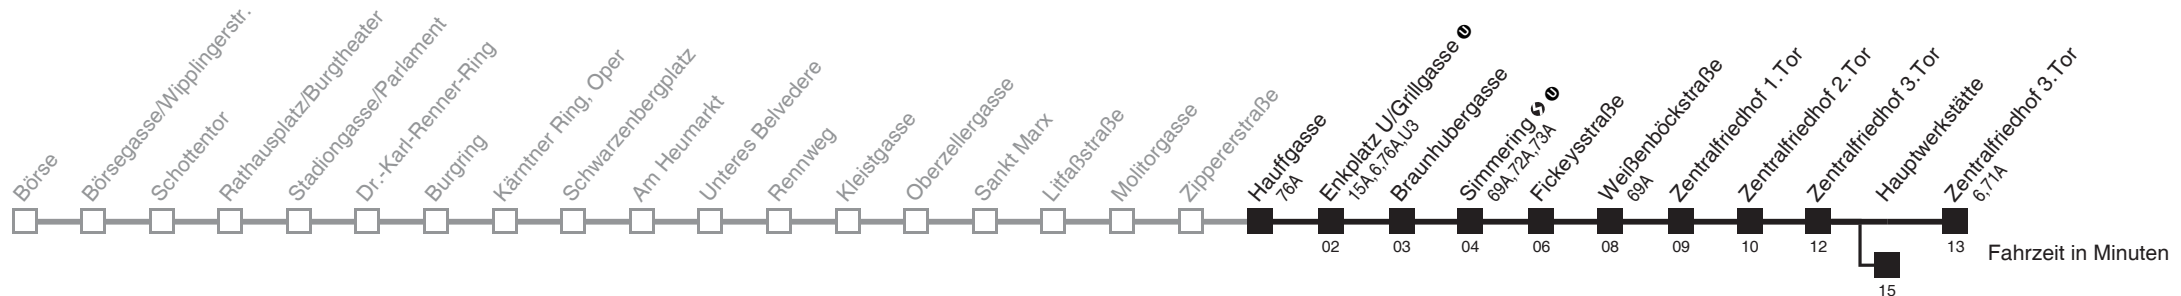 Börse
Börsegasse/Wipplingerstr.
Schottentor
Rathausplatz/Burgtheater
Stadiongasse/Parlament
Dr.-Karl-Renner-Ring
Burgring
Kärntner Ring, Oper
Schwarzenbergplatz
Am Heumarkt
Unteres Belvedere
Rennweg
Kleistgasse
Oberzellergasse
Sankt Marx
Litfaßstraße
Molitorgasse
Zippererstraße
Hauffgasse
76A
Enkplatz U/Grillgasse U
15A,6,76A,U3
Braunhubergasse
Simmering S U
69A,72A,73A
Fickeysstraße
Weißenböckstraße
69A
Zentralfriedhof 1.Tor
Zentralfriedhof 2.Tor
Zentralfriedhof 3.Tor
Hauptwerkstätte
Zentralfriedhof 3.Tor
6,71A
02
03
04
06
08
09
10
12
13
Fahrzeit in Minuten
15